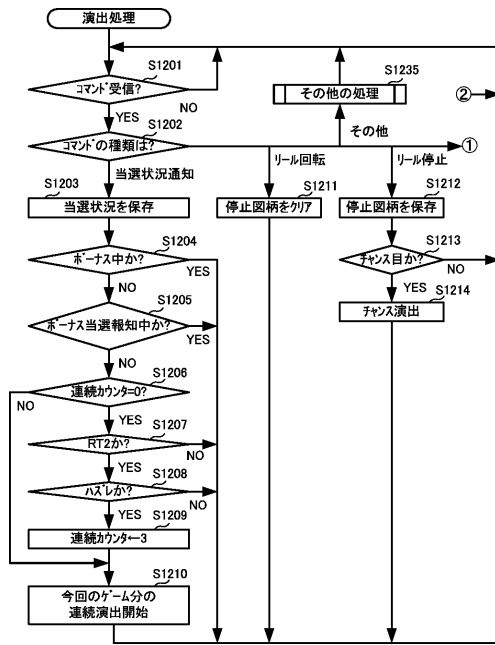 演出処理
S1201
ｺﾏﾝﾄﾞ受信?
NO
YES
S1235
その他の処理
②
S1202
ｺﾏﾝﾄﾞの種類は?
その他
①
当選状況通知
リール回転
リール停止
S1203
当選状況を保存
S1211
停止図柄をクリア
S1212
停止図柄を保存
S1204
ﾎﾞｰﾅｽ中か?
YES
NO
S1213
ﾁｬﾝｽ目か?
NO
YES
S1214
ﾁｬﾝｽ演出
S1205
ﾎﾞｰﾅｽ当選報知中か?
YES
NO
S1206
連続ｶｳﾝﾀ=0?
NO
YES
S1207
RT2か?
NO
YES
S1208
ﾊｽﾞﾚか?
NO
YES
S1209
連続ｶｳﾝﾀ←3
S1210
今回のｹﾞｰﾑ分の
連続演出開始